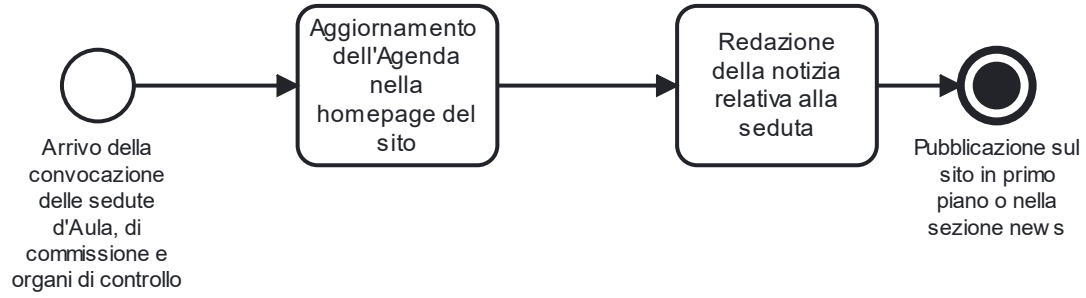 Arrivo della
convocazione
delle sedute
d'Aula, di
commissione e
organi di controllo
Aggiornamento
dell'Agenda
nella
homepage del
sito
Redazione
della notizia
relativa alla
seduta
Pubblicazione sul
sito in primo
piano o nella
sezione news